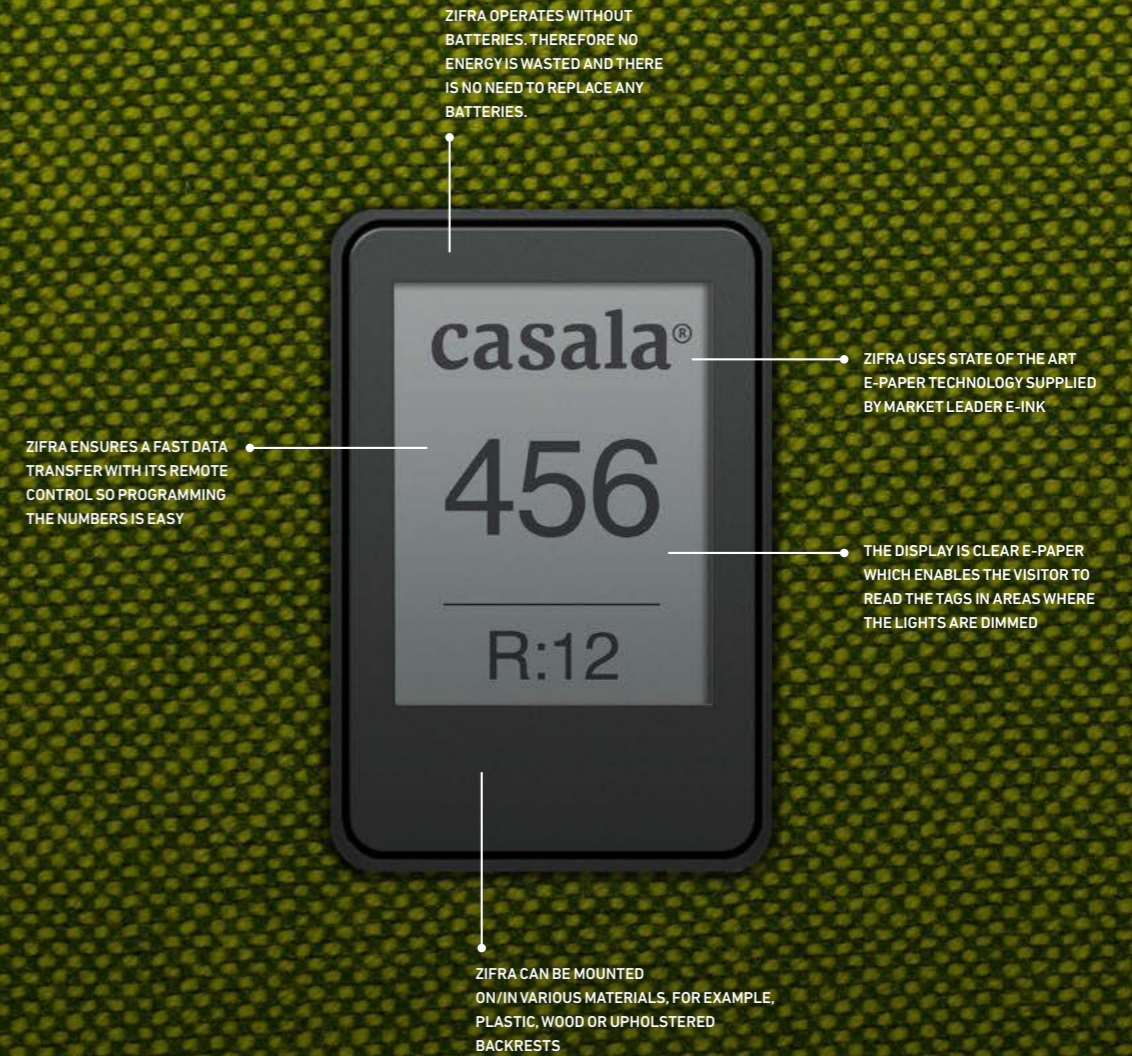 ZIFRA OPERATES WITHOUT
BATTERIES. THEREFORE NO
ENERGY IS WASTED AND THERE
IS NO NEED TO REPLACE ANY
BATTERIES.
casala®
ZIFRA USES STATE OF THE ART
E-PAPER TECHNOLOGY SUPPLIED
BY MARKET LEADER E-INK
ZIFRA ENSURES A FAST DATA
TRANSFER WITH ITS REMOTE
CONTROL SO PROGRAMMING
THE NUMBERS IS EASY
456
THE DISPLAY IS CLEAR E-PAPER
WHICH ENABLES THE VISITOR TO
READ THE TAGS IN AREAS WHERE
THE LIGHTS ARE DIMMED
R:12
ZIFRA CAN BE MOUNTED
ON/IN VARIOUS MATERIALS, FOR EXAMPLE,
PLASTIC, WOOD OR UPHOLSTERED
BACKRESTS